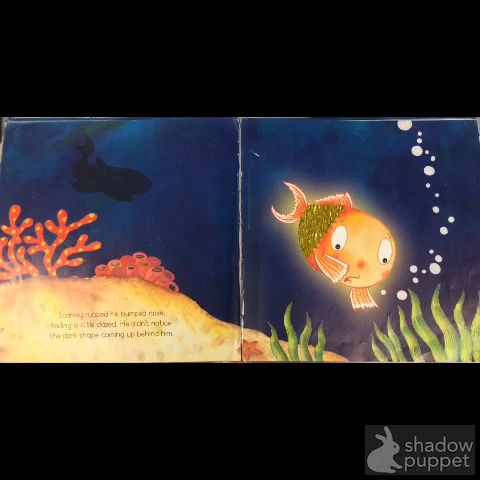 Stanley rubbed his bumped nose,
feeling a little dazed. He didn't notice
the dark shape coming up behind him.
shadow
puppet